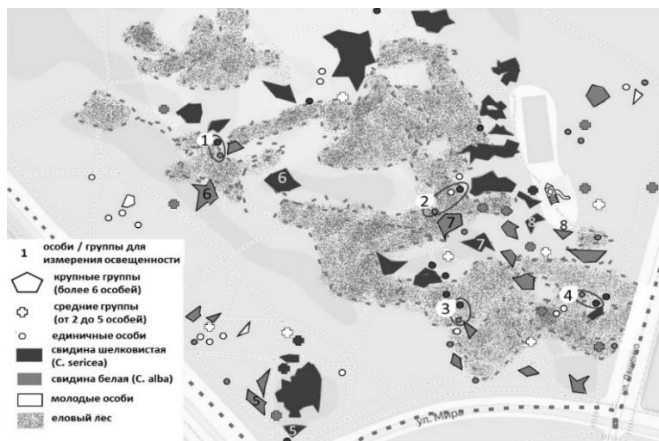 1
6
6
2
7
7
8
8
3
4
5
5
ул. Мира
1 особи / группы для
измерения освещенности
крупные группы
(более 6 особей)
средние группы
(от 2 до 5 особей)
единичные особи
свидина шелковистая
(C. sericea)
свидина белая (C. alba)
молодые особи
еловый лес